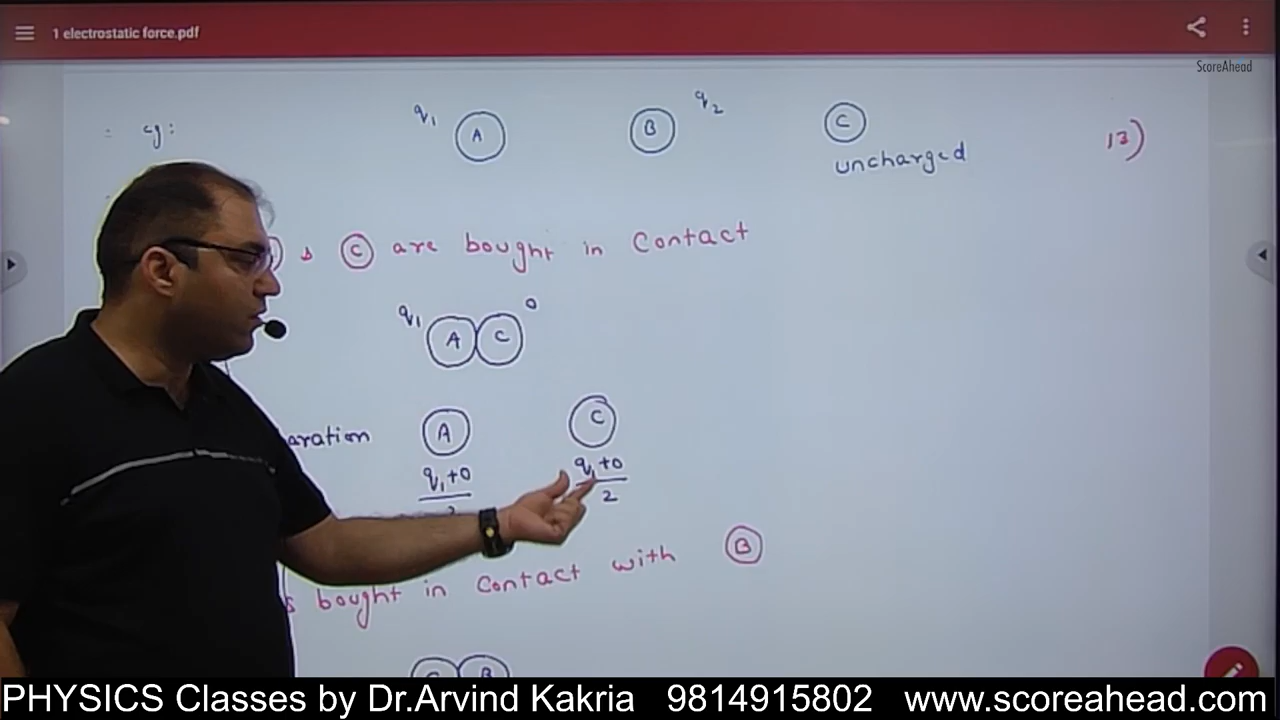 1 electrostatic force.pdf
ScoreAhead
eg: q1 A B q2 C 13)
uncharged
C are bought in Contact
q1 A C 0
aration A C
q1+0 q1+0
2
s bought in Contact with B
B
PHYSICS Classes by Dr.Arvind Kakria 9814915802 www.scoreahead.com